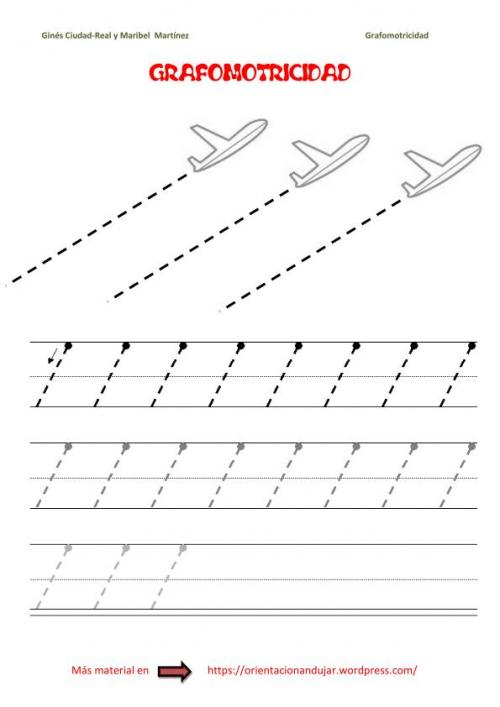 Ginés Ciudad-Real y Maribel Martínez Grafomotricidad
GRAFOMOTRICIDAD
Más material en https://orientacionandujar.wordpress.com/